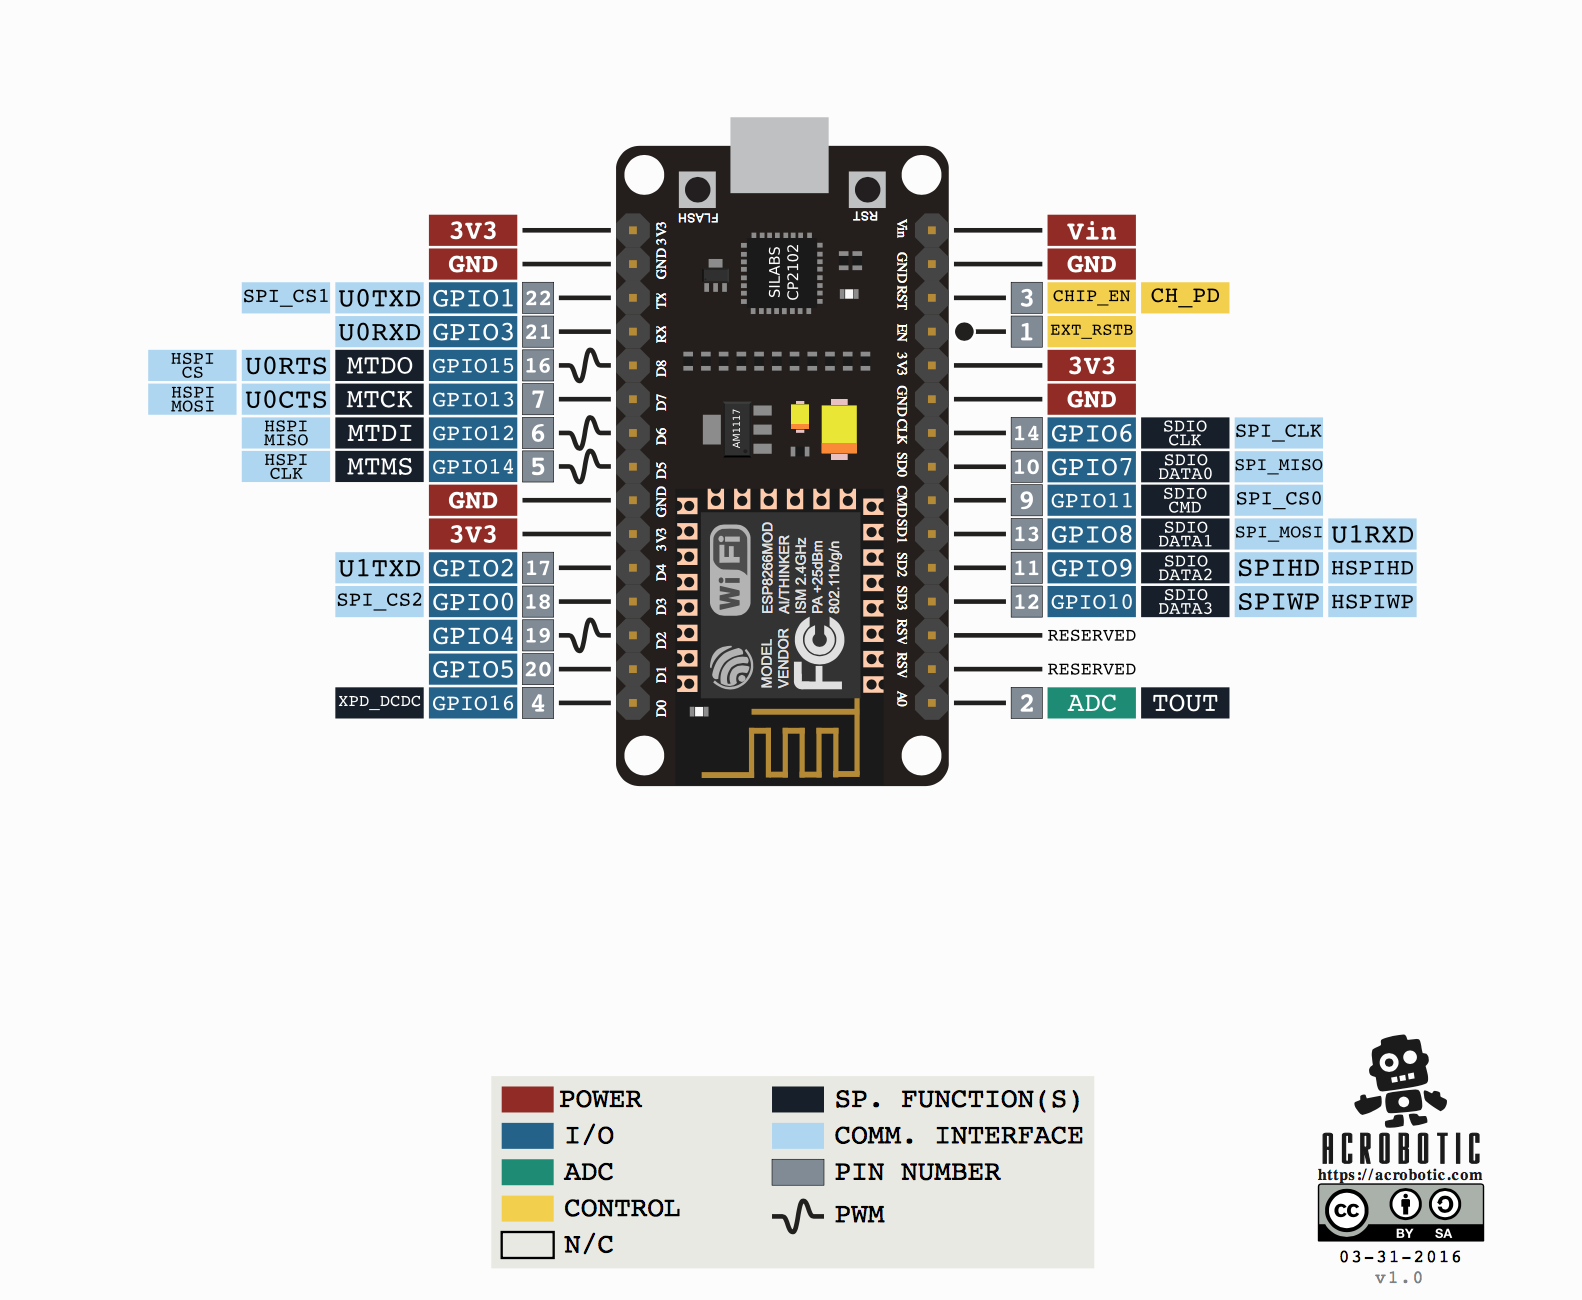 FLASH
RST
3V3 3V3 Vin Vin
GND GND GND GND
SPI_CS1 U0TXD GPIO1 22 TX RST 3 CHIP_EN CH_PD
U0RXD GPIO3 21 RX EN 1 EXT_RSTB
HSPI CS U0RTS MTDO GPIO15 16 D8 3V3 3V3
HSPI MOSI U0CTS MTCK GPIO13 7 D7 GND GND
HSPI MISO MTDI GPIO12 6 D6 CLK 14 GPIO6 SDIO CLK SPI_CLK
HSPI CLK MTMS GPIO14 5 D5 SD0 10 GPIO7 SDIO DATA0 SPI_MISO
GND GND CMD 9 GPIO11 SDIO CMD SPI_CS0
3V3 3V3 SD1 13 GPIO8 SDIO DATA1 SPI_MOSI U1RXD
U1TXD GPIO2 17 D4 SD2 11 GPIO9 SDIO DATA2 SPIHD HSPIHD
SPI_CS2 GPIO0 18 D3 SD3 12 GPIO10 SDIO DATA3 SPIWP HSPIWP
GPIO4 19 D2 RSV RESERVED
GPIO5 20 D1 RSV RESERVED
XPD_DCDC GPIO16 4 D0 A0 2 ADC TOUT
SILABS
CP2102
AM1117
WiFi
FC
MODEL ESP8266MOD
VENDOR AI/THINKER
ISM 2.4GHz
PA +25dBm
802.11b/g/n
POWER
I/O
ADC
CONTROL
N/C
SP. FUNCTION(S)
COMM. INTERFACE
PIN NUMBER
PWM
ACROBOTIC
https://acrobotic.com
cc
BY SA
03-31-2016
v1.0